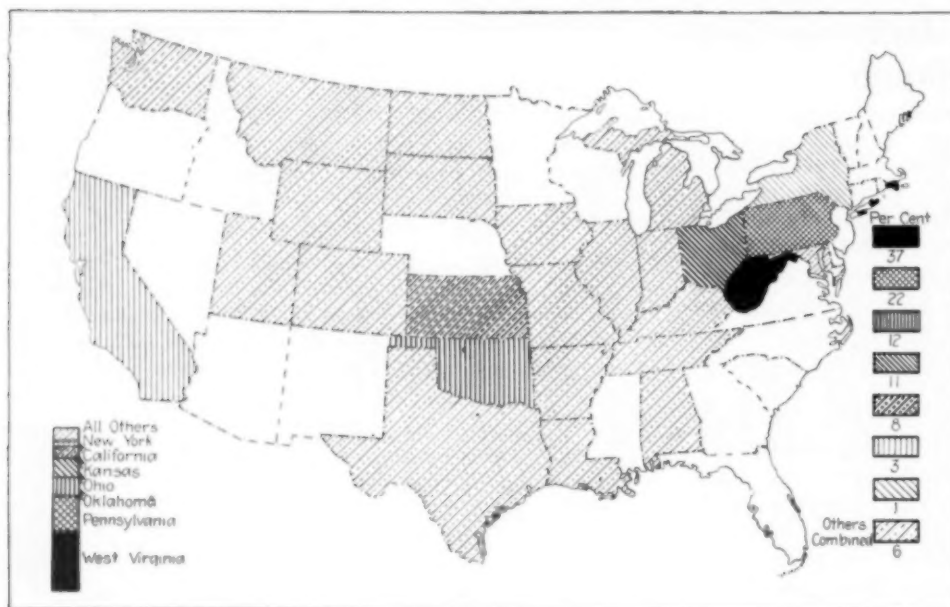 All Others
New York
California
Kansas
Ohio
Oklahoma
Pennsylvania
West Virginia
Per Cent
37
22
12
11
8
3
1
Others
Combined
6